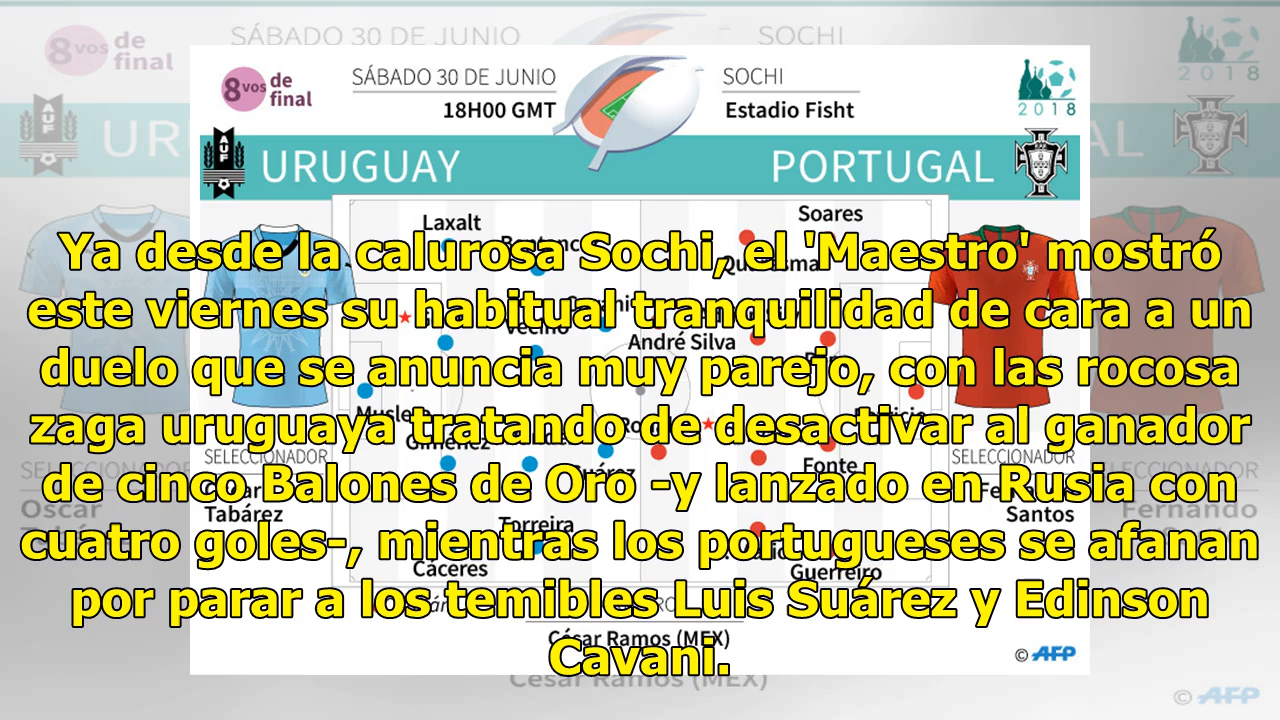 8vos de final
SÁBADO 30 DE JUNIO
18H00 GMT
SOCHI
Estadio Fisht
2018
AUF
URUGUAY
PORTUGAL
Laxalt
Soares
Ya desde la calurosa Sochi, el 'Maestro' mostró
este viernes su habitual tranquilidad de cara a un
André Silva
duelo que se anuncia muy parejo, con las rocosa
zaga uruguaya tratando de desactivar al ganador
Giménez
SELECCIONADOR
SELECCIONADOR
Fonte
de cinco Balones de Oro -y lanzado en Rusia con
Tabárez
Santos
Torreira
cuatro goles-, mientras los portugueses se afanan
Cáceres
Guerreiro
por parar a los temibles Luis Suárez y Edinson
César Ramos (MEX)
Cavani.
© AFP